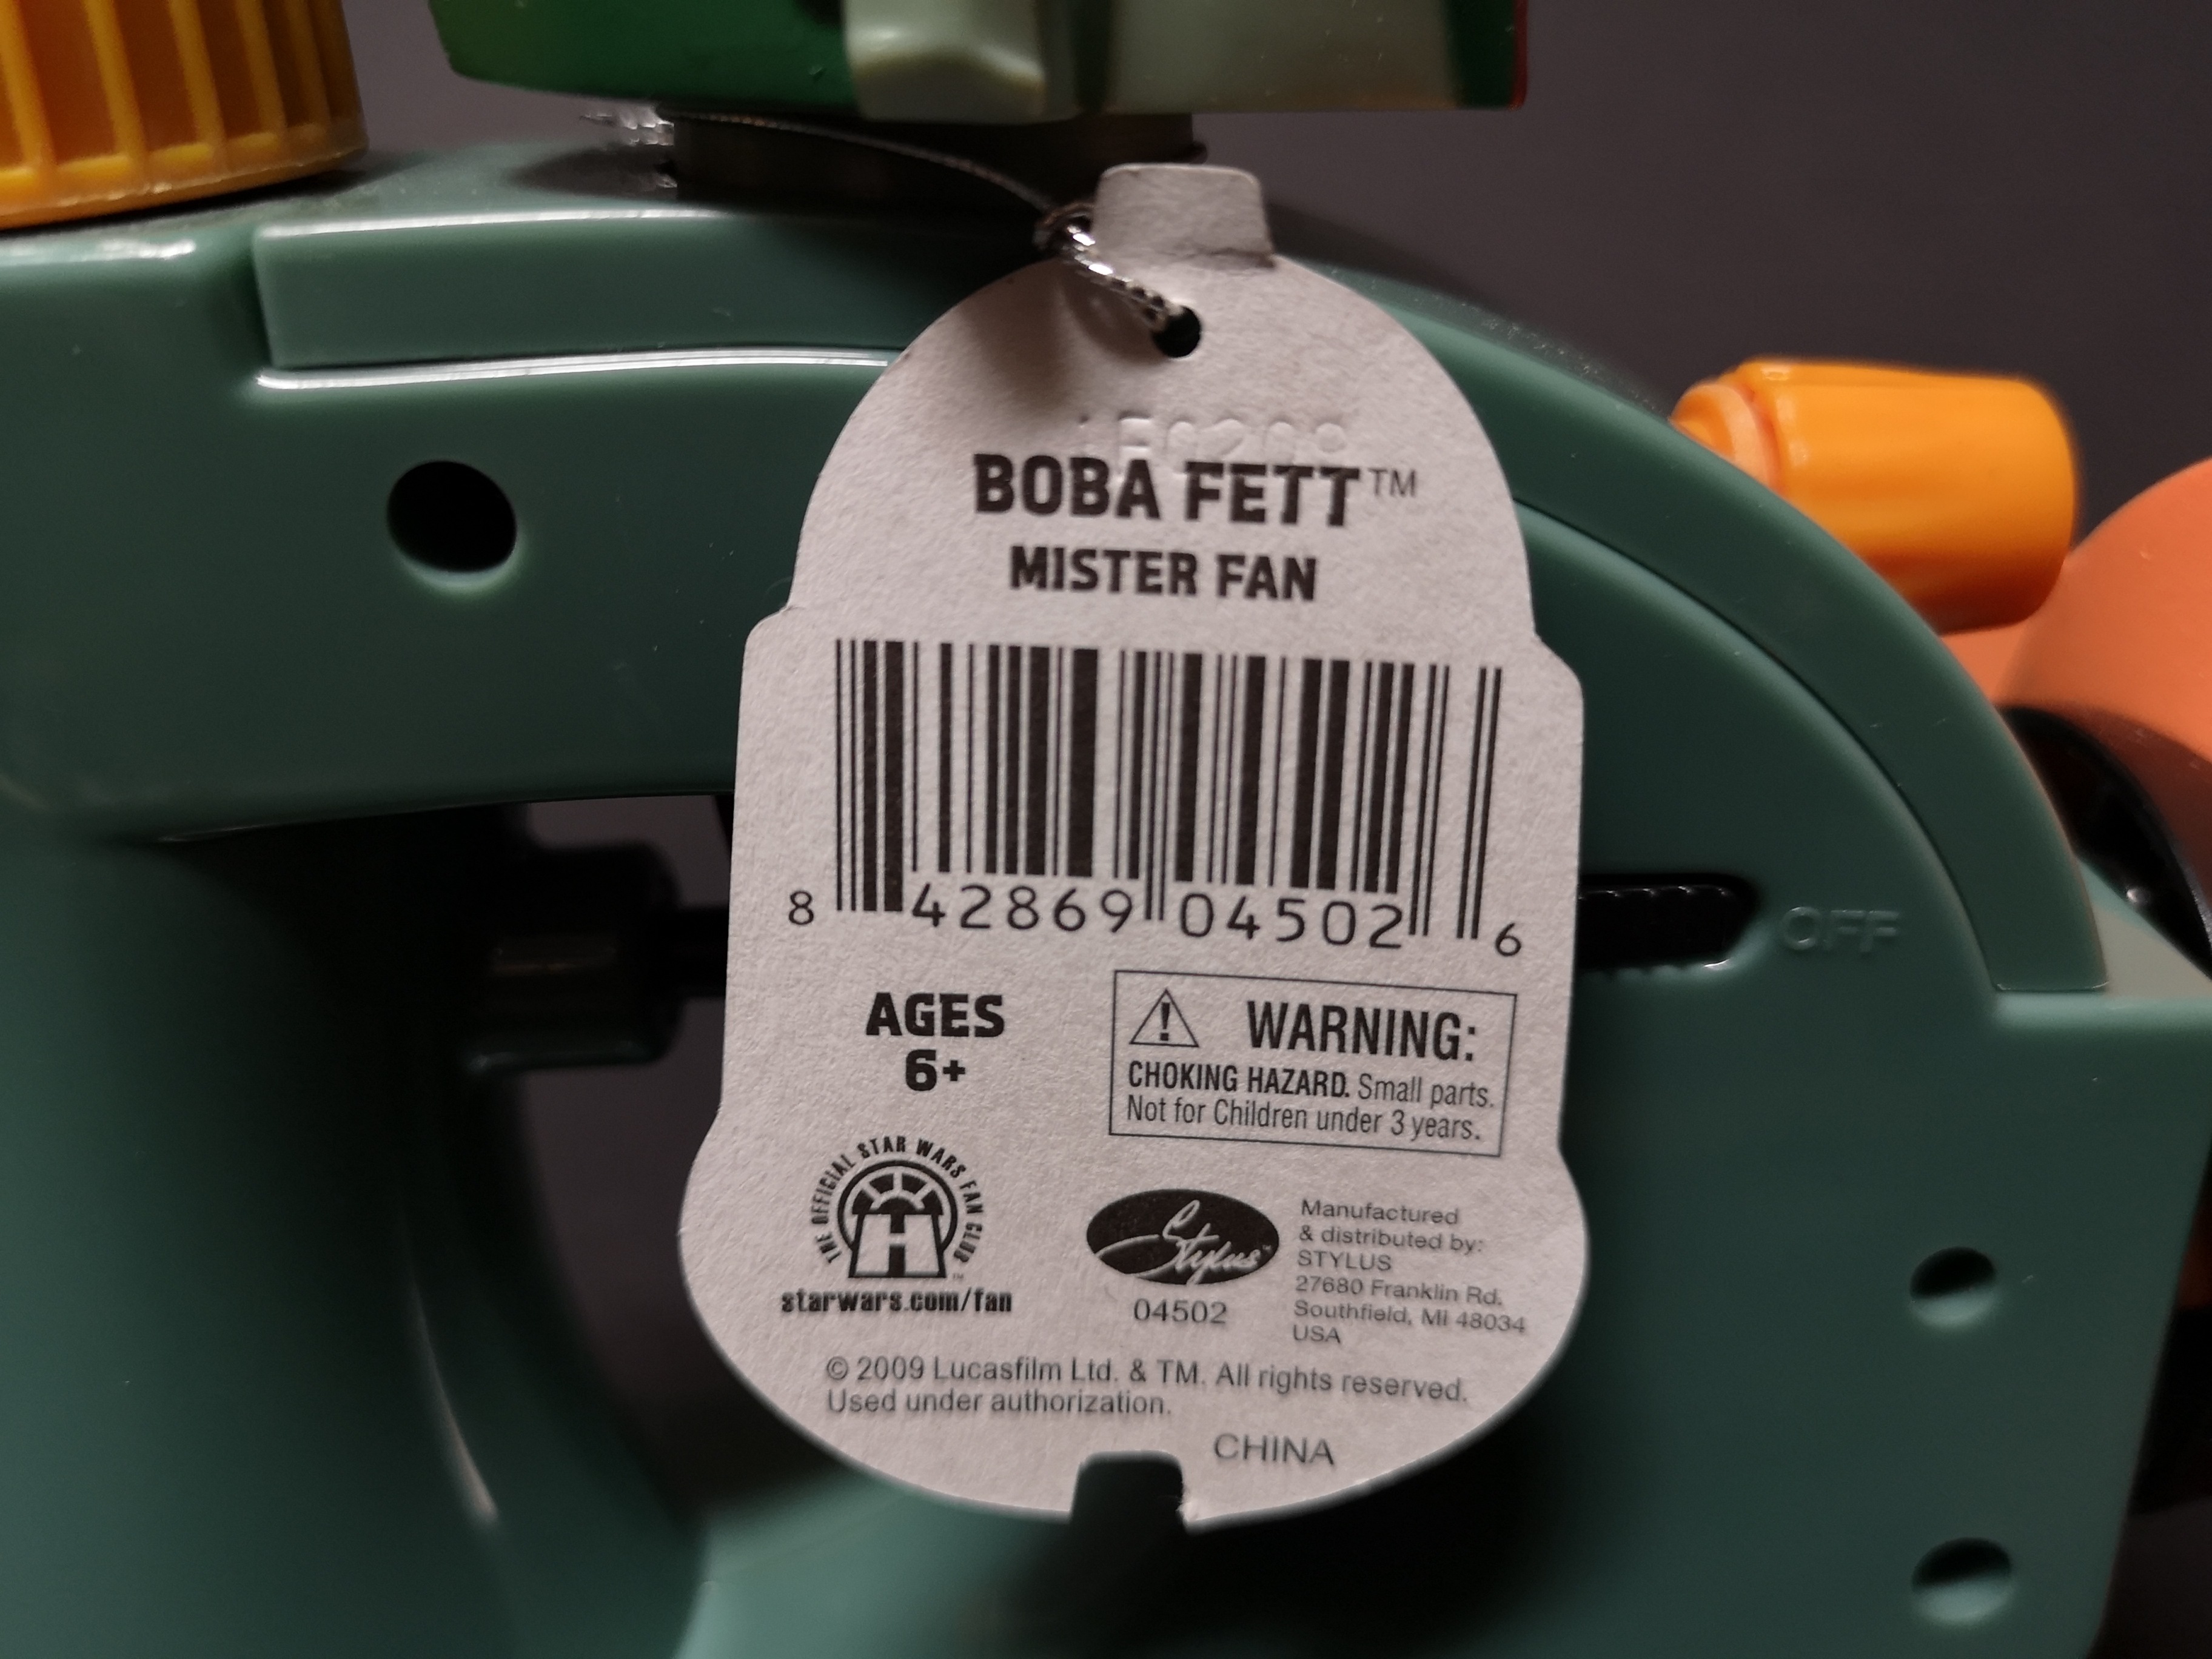 BOBA FETT™
MISTER FAN
8 42869 04502 6
AGES
6+
WARNING:
CHOKING HAZARD. Small parts.
Not for Children under 3 years.
OFF
THE OFFICIAL STAR WARS FAN CLUB™
starwars.com/fan
Stylus™
04502
Manufactured
& distributed by:
STYLUS
27680 Franklin Rd.
Southfield, MI 48034
USA
© 2009 Lucasfilm Ltd. & TM. All rights reserved.
Used under authorization.
CHINA